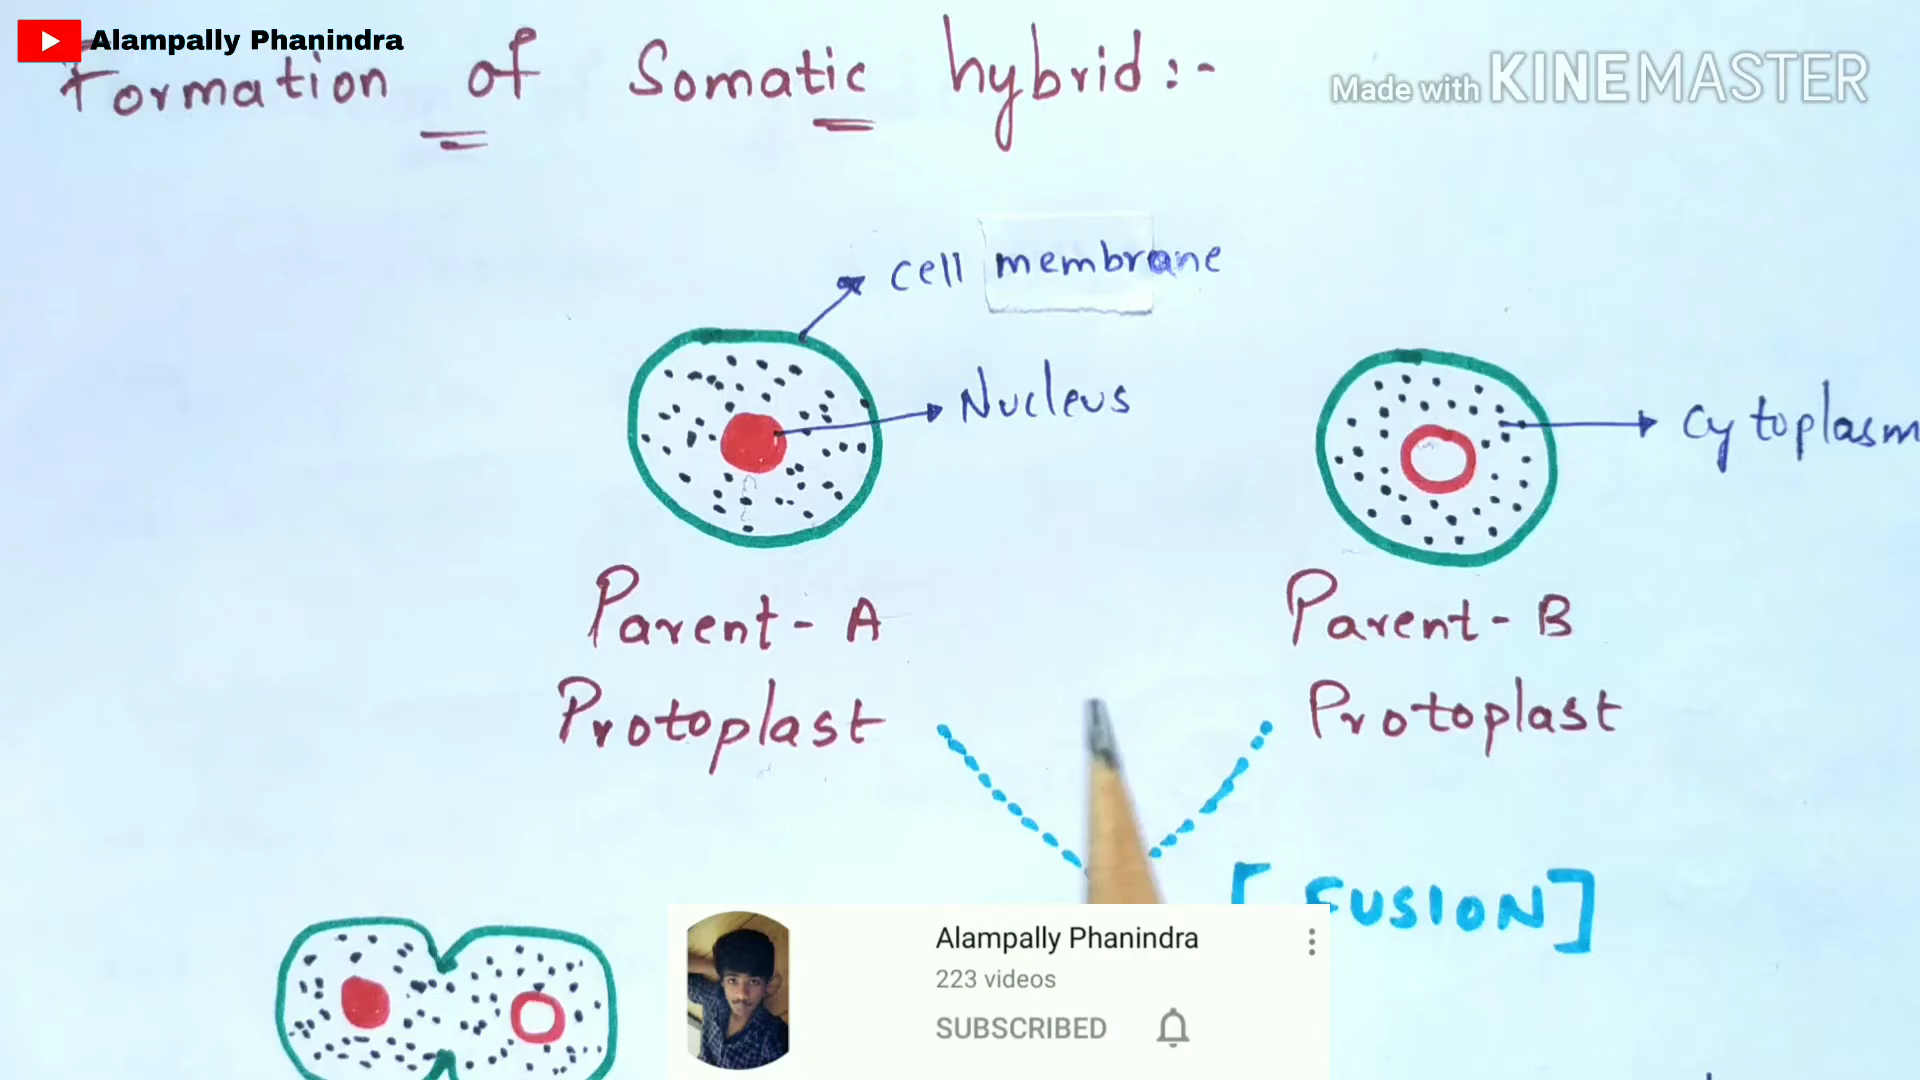 Alampally Phanindra
Formation of Somatic hybrid:-
Made with KINEMASTER
cell membrane
Nucleus
Cytoplasm
Parent- A
Protoplast
Parent- B
Protoplast
[FUSION]
Alampally Phanindra
223 videos
SUBSCRIBED